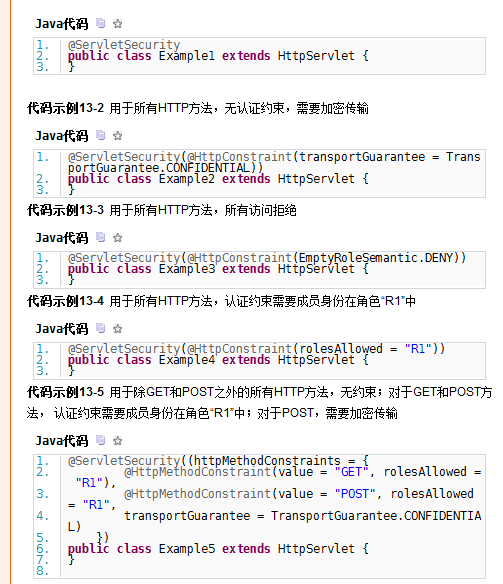 Java代码
1. @ServletSecurity
2. public class Example1 extends HttpServlet {
3. }
代码示例13-2 用于所有HTTP方法，无认证约束，需要加密传输
Java代码
1. @ServletSecurity(@HttpConstraint(transportGuarantee = Trans
portGuarantee.CONFIDENTIAL))
2. public class Example2 extends HttpServlet {
3. }
代码示例13-3 用于所有HTTP方法，所有访问拒绝
Java代码
1. @ServletSecurity(@HttpConstraint(EmptyRoleSemantic.DENY))
2. public class Example3 extends HttpServlet {
3. }
代码示例13-4 用于所有HTTP方法，认证约束需要成员身份在角色“R1”中
Java代码
1. @ServletSecurity(@HttpConstraint(rolesAllowed = "R1"))
2. public class Example4 extends HttpServlet {
3. }
代码示例13-5 用于除GET和POST之外的所有HTTP方法，无约束；对于GET和POST方
法， 认证约束需要成员身份在角色“R1”中；对于POST，需要加密传输
Java代码
1. @ServletSecurity((httpMethodConstraints = {
2. @HttpMethodConstraint(value = "GET", rolesAllowed =
"R1"),
3. @HttpMethodConstraint(value = "POST", rolesAllowed
= "R1",
4. transportGuarantee = TransportGuarantee.CONFIDENTIA
L)
5. })
6. public class Example5 extends HttpServlet {
7. }
8.